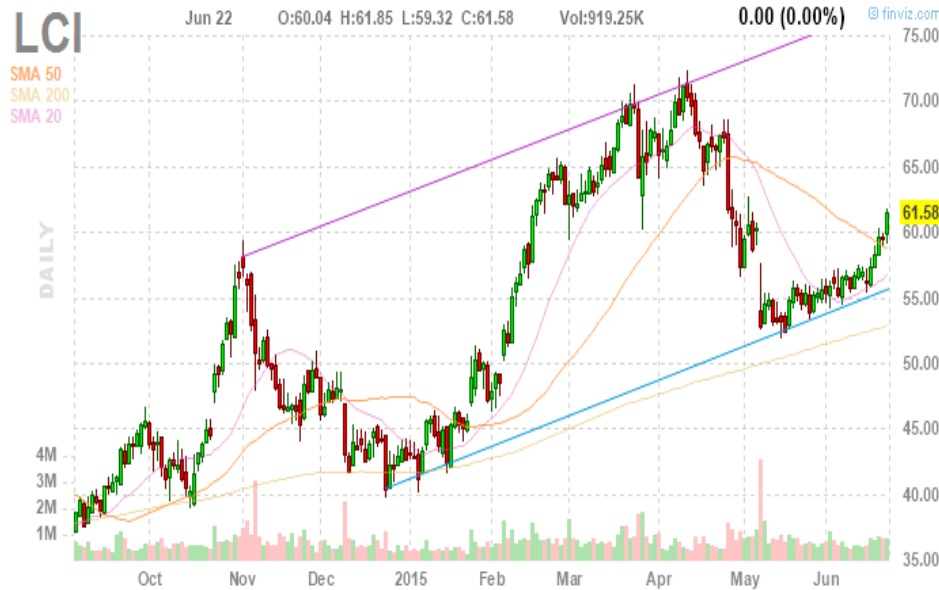 LCI Jun 22 O:60.04 H:61.85 L:59.32 C:61.58 Vol:919.25K 0.00 (0.00%) © finviz.com
75.00
SMA 50
SMA 200
SMA 20
70.00
65.00
61.58
60.00
DAILY
55.00
50.00
45.00
4M
3M
40.00
2M
1M
35.00
Oct Nov Dec 2015 Feb Mar Apr May Jun